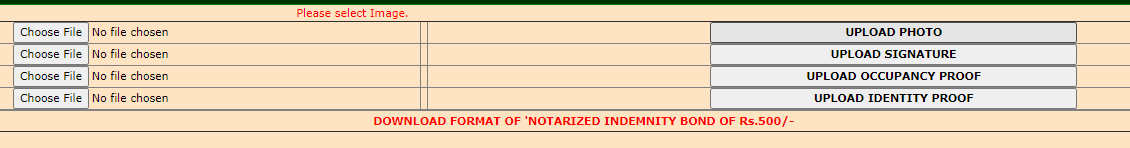 Please select Image.
Choose File No file chosen UPLOAD PHOTO
Choose File No file chosen UPLOAD SIGNATURE
Choose File No file chosen UPLOAD OCCUPANCY PROOF
Choose File No file chosen UPLOAD IDENTITY PROOF
DOWNLOAD FORMAT OF 'NOTARIZED INDEMNITY BOND OF Rs.500/-